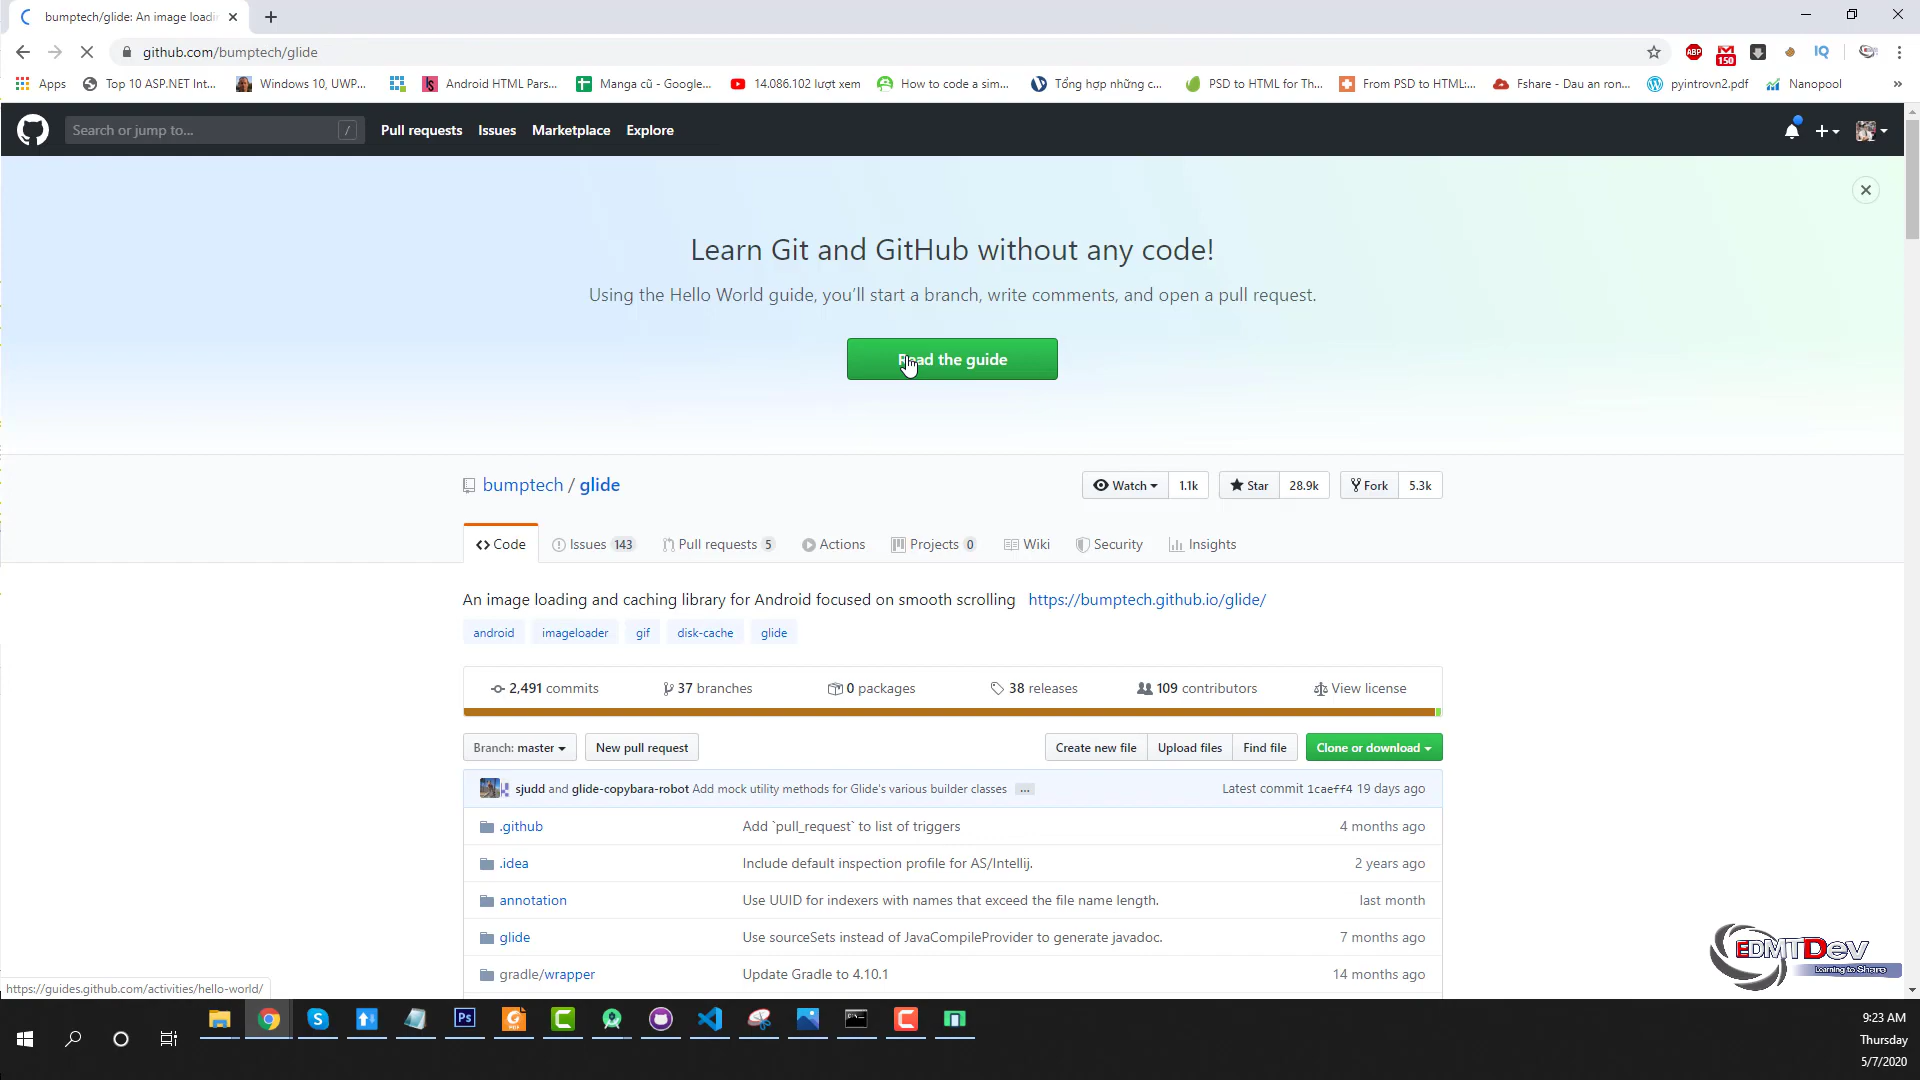 bumptech/glide: An image loadin
github.com/bumptech/glide
ABP
150
IQ
Apps
Top 10 ASP.NET Int...
Windows 10, UWP...
Android HTML Pars...
Manga cũ - Google...
14.086.102 lượt xem
How to code a sim...
Tổng hợp những c...
PSD to HTML for Th...
From PSD to HTML:...
Fshare - Dau an ron...
pyintrovn2.pdf
Nanopool
»
Search or jump to...
/
Pull requests
Issues
Marketplace
Explore
Learn Git and GitHub without any code!
Using the Hello World guide, you’ll start a branch, write comments, and open a pull request.
Read the guide
bumptech / glide
Watch
1.1k
Star
28.9k
Fork
5.3k
Code
Issues 143
Pull requests 5
Actions
Projects 0
Wiki
Security
Insights
An image loading and caching library for Android focused on smooth scrolling https://bumptech.github.io/glide/
android
imageloader
gif
disk-cache
glide
2,491 commits
37 branches
0 packages
38 releases
109 contributors
View license
Branch: master
New pull request
Create new file
Upload files
Find file
Clone or download
sjudd and glide-copybara-robot Add mock utility methods for Glide's various builder classes ...
Latest commit 1caeff4 19 days ago
.github Add `pull_request` to list of triggers 4 months ago
.idea Include default inspection profile for AS/Intellij. 2 years ago
annotation Use UUID for indexers with names that exceed the file name length. last month
glide Use sourceSets instead of JavaCompileProvider to generate javadoc. 7 months ago
gradle/wrapper Update Gradle to 4.10.1 14 months ago
EDMTDev
Learning to Share
https://guides.github.com/activities/hello-world/
Ps
9:23 AM
Thursday
5/7/2020